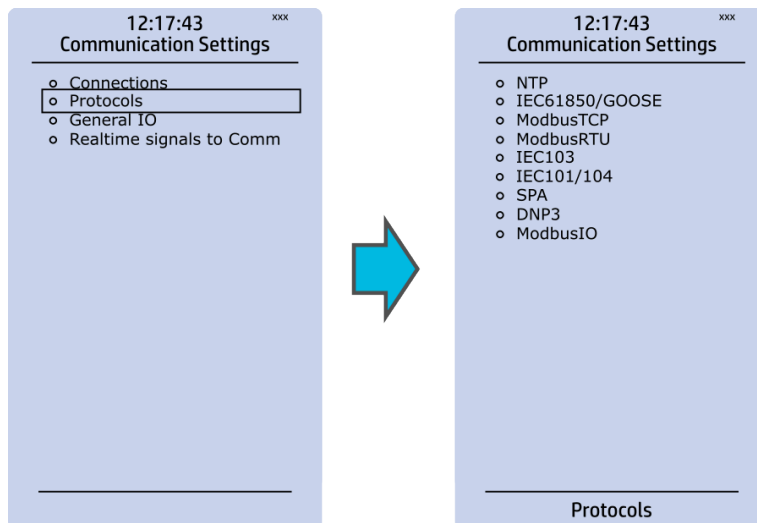 12:17:43 xxx
Communication Settings
Connections
Protocols
General IO
Realtime signals to Comm
12:17:43 xxx
Communication Settings
NTP
IEC61850/GOOSE
ModbusTCP
ModbusRTU
IEC103
IEC101/104
SPA
DNP3
ModbusIO
Protocols